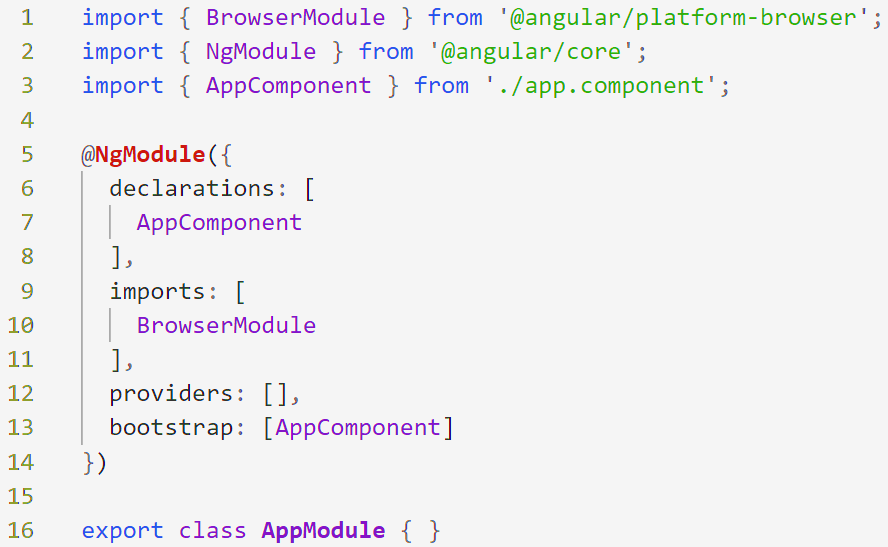 1 import { BrowserModule } from '@angular/platform-browser';
2 import { NgModule } from '@angular/core';
3 import { AppComponent } from './app.component';
4
5 @NgModule({
6   declarations: [
7     AppComponent
8   ],
9   imports: [
10     BrowserModule
11   ],
12   providers: [],
13   bootstrap: [AppComponent]
14 })
15
16 export class AppModule { }